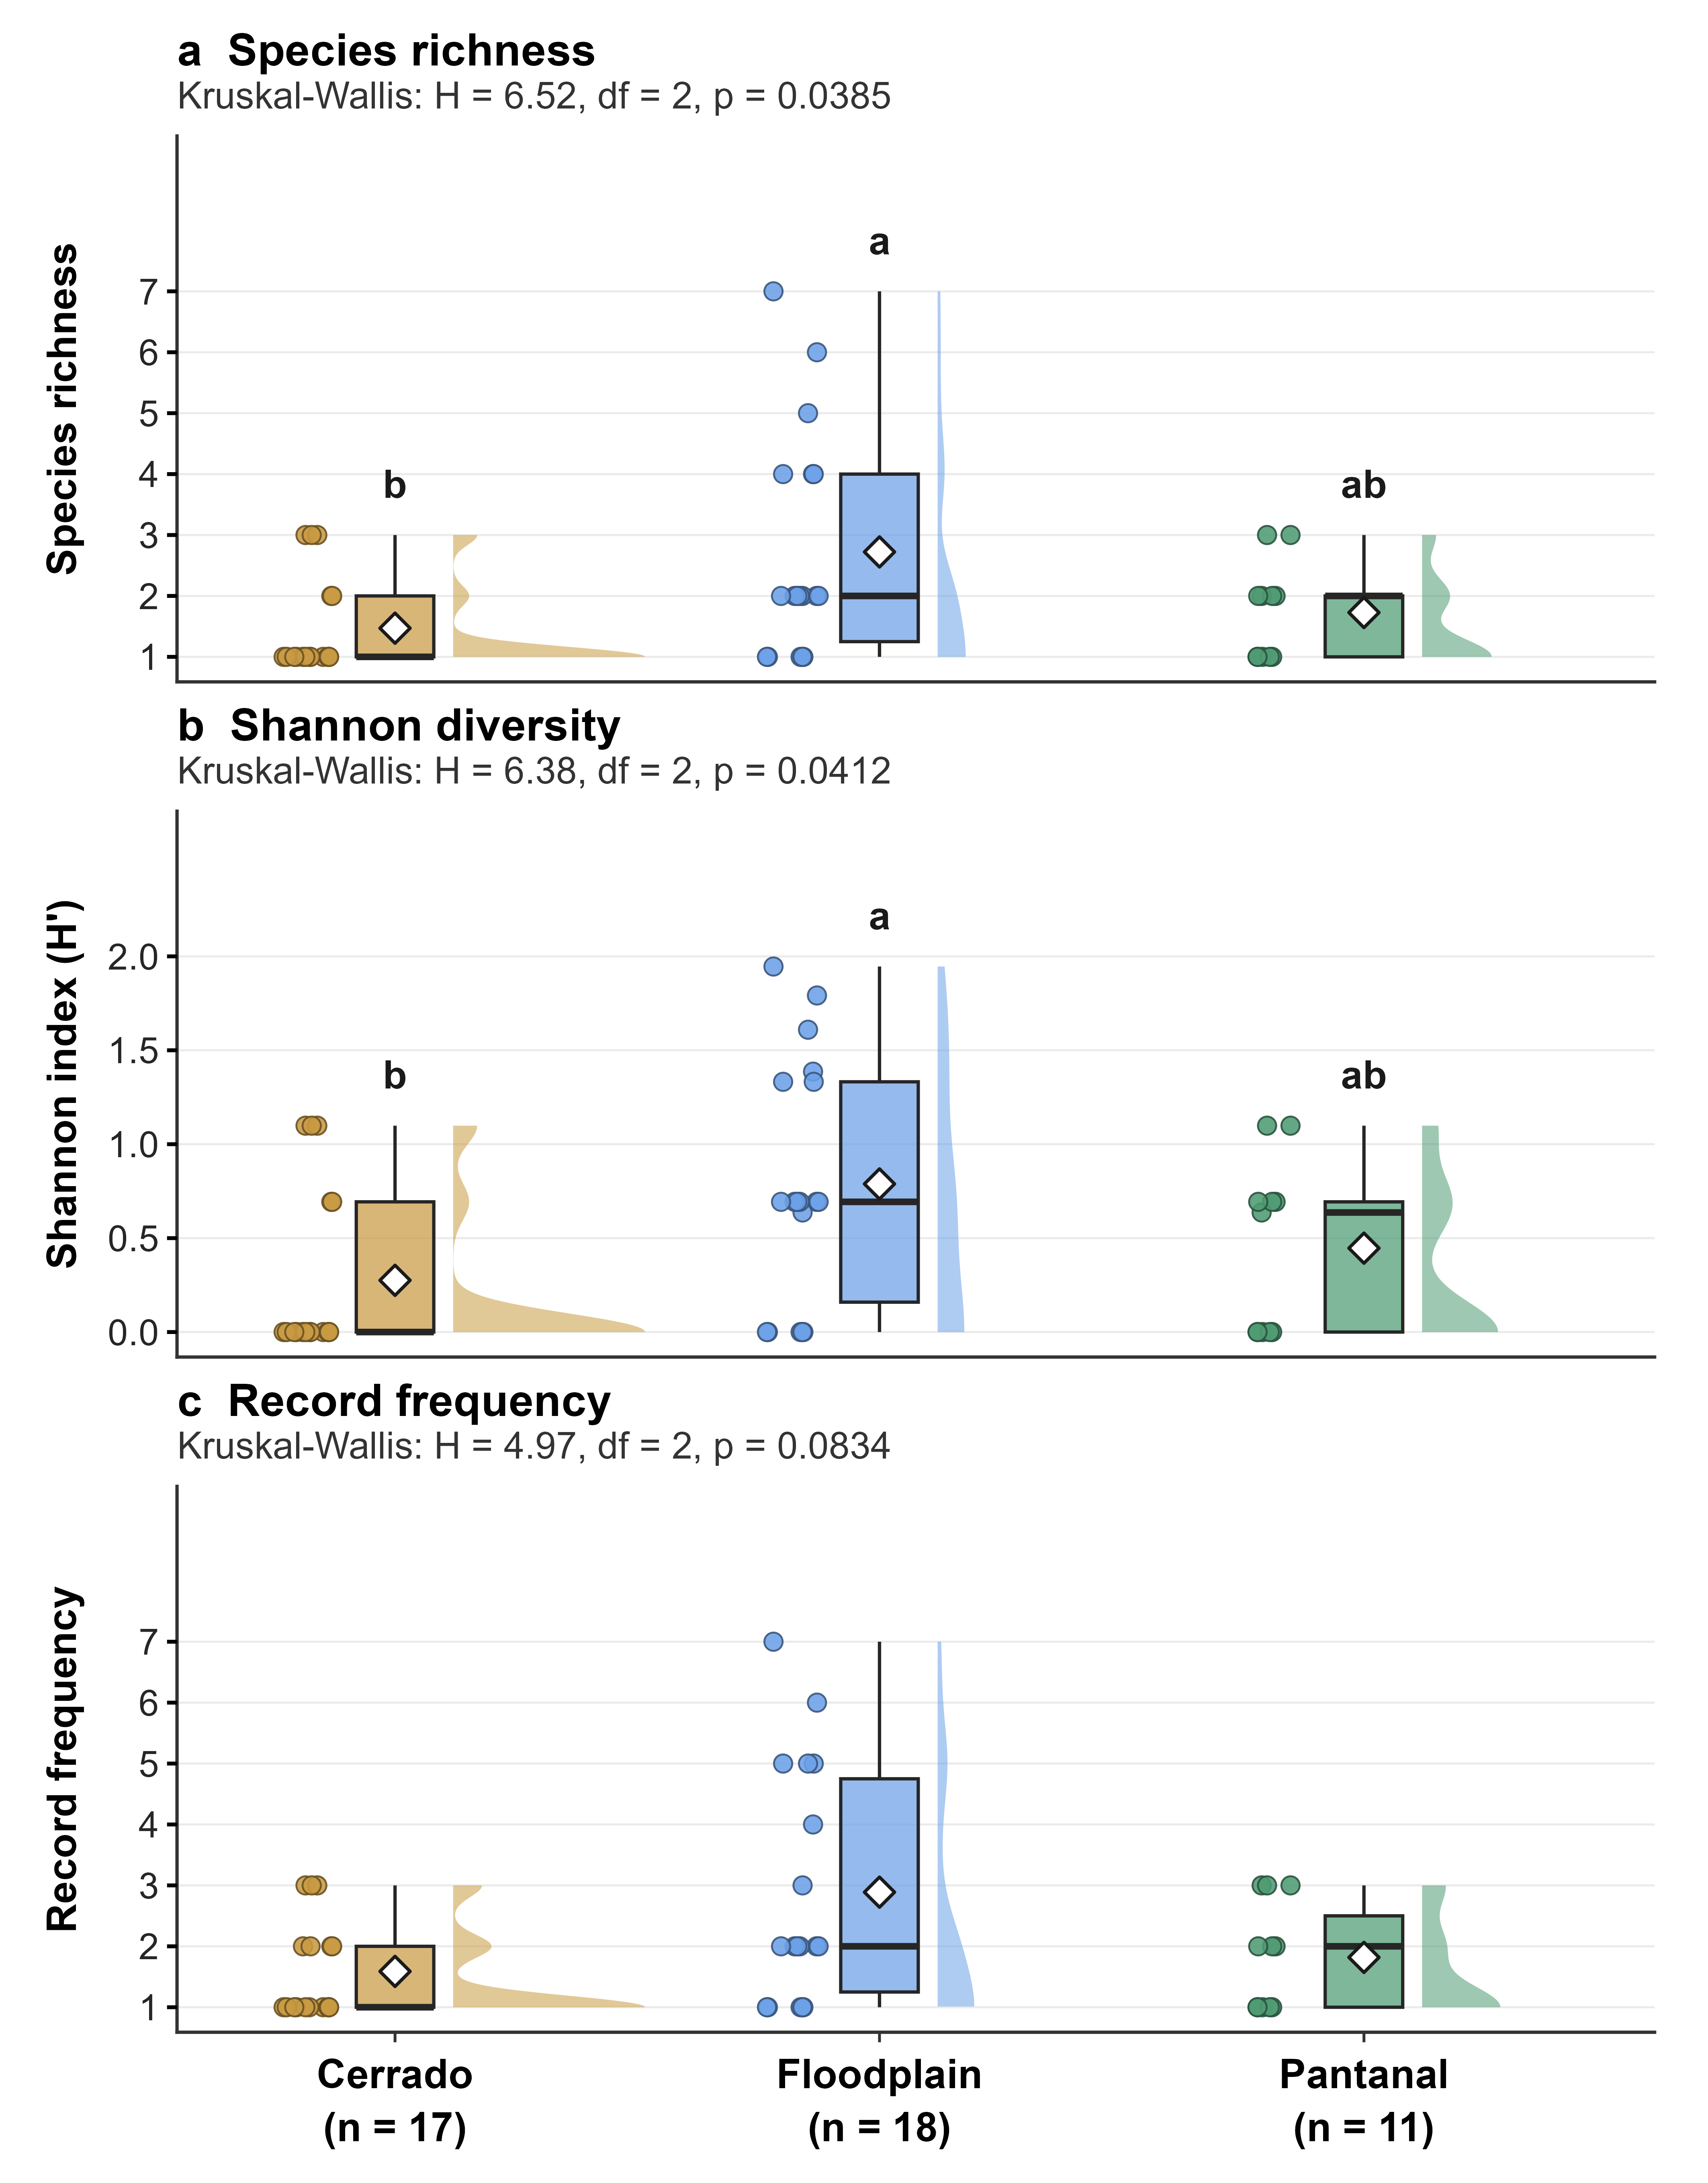 a Species richness
Kruskal-Wallis: H = 6.52, df = 2, p = 0.0385
Species richness
7
6
5
4
3
2
1
b
a
ab
b Shannon diversity
Kruskal-Wallis: H = 6.38, df = 2, p = 0.0412
Shannon index (H')
2.0
1.5
1.0
0.5
0.0
b
a
ab
c Record frequency
Kruskal-Wallis: H = 4.97, df = 2, p = 0.0834
Record frequency
7
6
5
4
3
2
1
Cerrado
(n = 17)
Floodplain
(n = 18)
Pantanal
(n = 11)